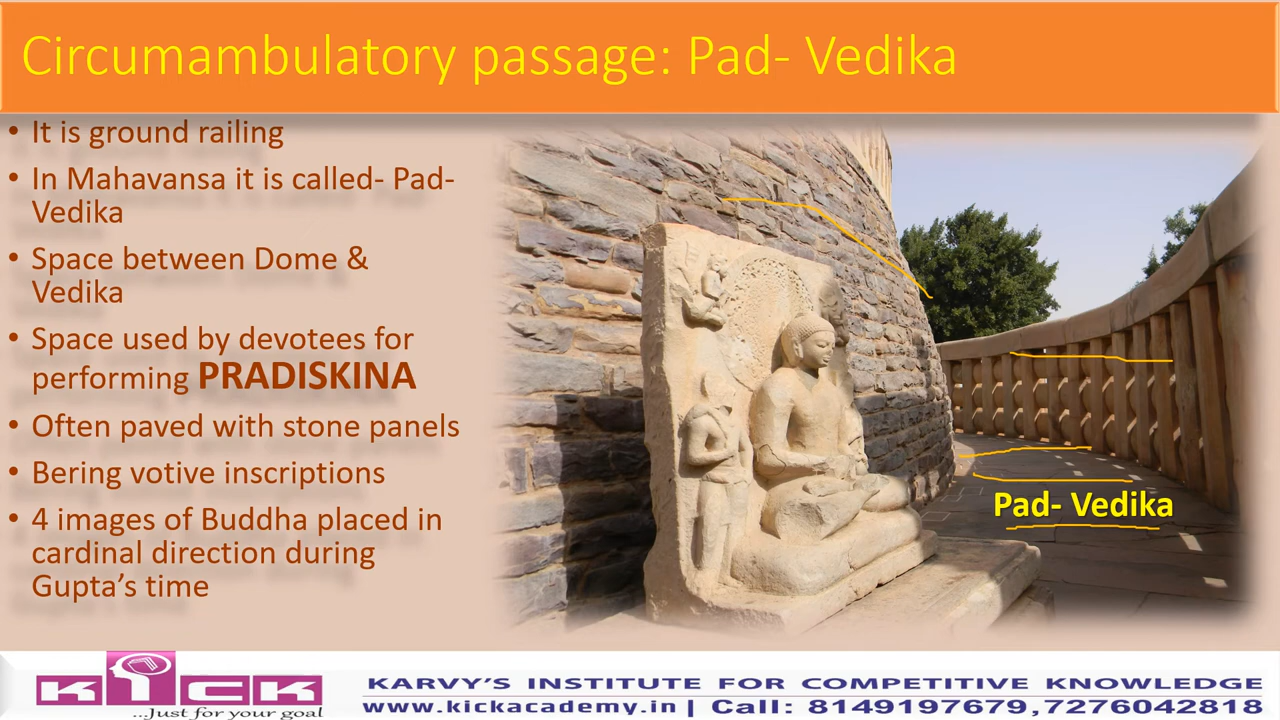 Circumambulatory passage: Pad- Vedika
• It is ground railing
• In Mahavansa it is called- Pad-
Vedika
• Space between Dome &
Vedika
• Space used by devotees for
performing PRADISKINA
• Often paved with stone panels
• Bering votive inscriptions
• 4 images of Buddha placed in
cardinal direction during
Gupta's time
Pad- Vedika
KICK
...Just for your goal
KARVY'S INSTITUTE FOR COMPETITIVE KNOWLEDGE
www.kickacademy.in | Call: 8149197679,7276042818